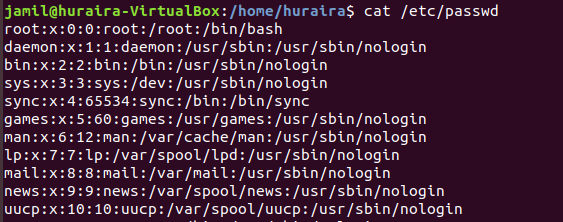 jamil@huraira-VirtualBox:/home/huraira$ cat /etc/passwd
root:x:0:0:root:/root:/bin/bash
daemon:x:1:1:daemon:/usr/sbin:/usr/sbin/nologin
bin:x:2:2:bin:/bin:/usr/sbin/nologin
sys:x:3:3:sys:/dev:/usr/sbin/nologin
sync:x:4:65534:sync:/bin:/bin/sync
games:x:5:60:games:/usr/games:/usr/sbin/nologin
man:x:6:12:man:/var/cache/man:/usr/sbin/nologin
lp:x:7:7:lp:/var/spool/lpd:/usr/sbin/nologin
mail:x:8:8:mail:/var/mail:/usr/sbin/nologin
news:x:9:9:news:/var/spool/news:/usr/sbin/nologin
uucp:x:10:10:uucp:/var/spool/uucp:/usr/sbin/nologin